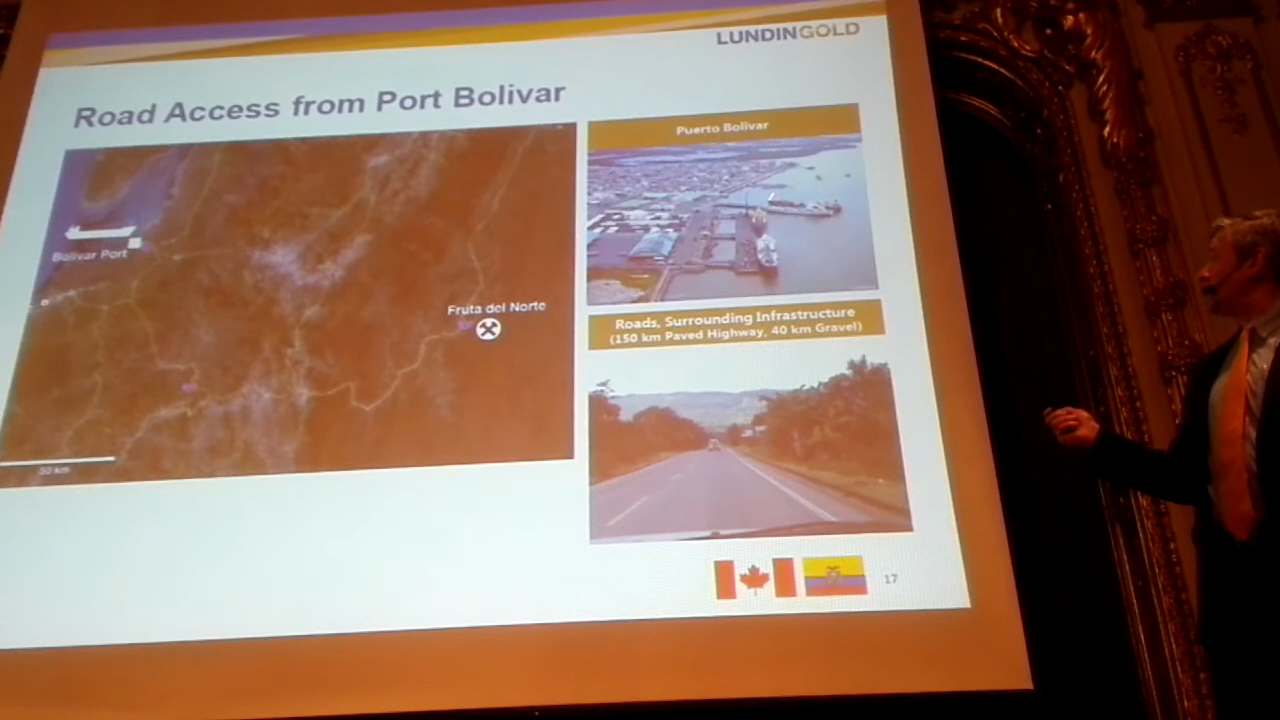 LUNDINGOLD
Road Access from Port Bolivar
Bolivar Port
Fruta del Norte
50 km
Puerto Bolivar
Roads, Surrounding Infrastructure
(150 km Paved Highway, 40 km Gravel)
17